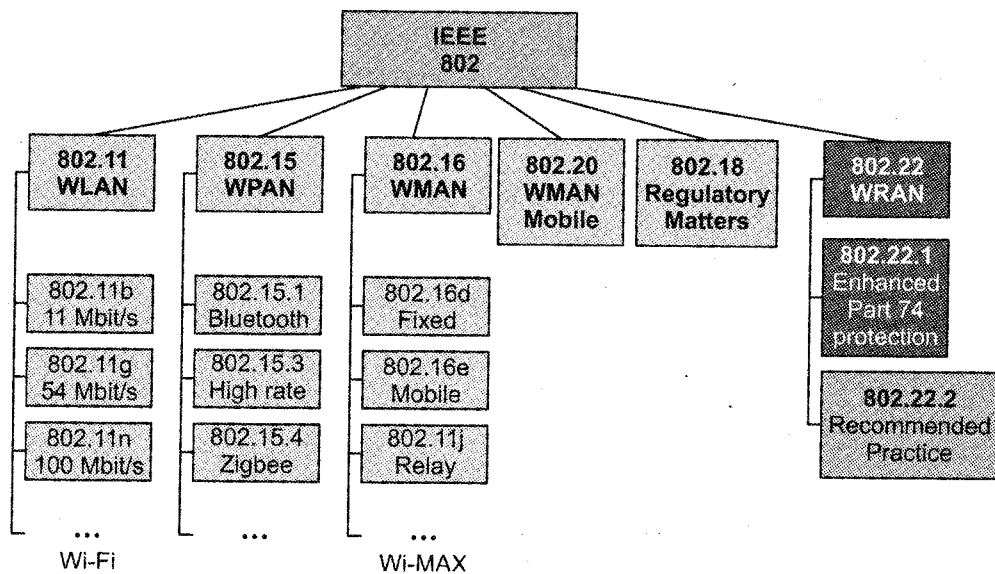 IEEE
802
802.11
WLAN
802.15
WPAN
802.16
WMAN
802.20
WMAN
Mobile
802.18
Regulatory
Matters
802.22
WRAN
802.11b
11 Mbit/s
802.11g
54 Mbit/s
802.11n
100 Mbit/s
...
Wi-Fi
802.15.1
Bluetooth
802.15.3
High rate
802.15.4
Zigbee
...
802.16d
Fixed
802.16e
Mobile
802.11j
Relay
...
Wi-MAX
802.22.1
Enhanced
Part 74
protection
802.22.2
Recommended
Practice